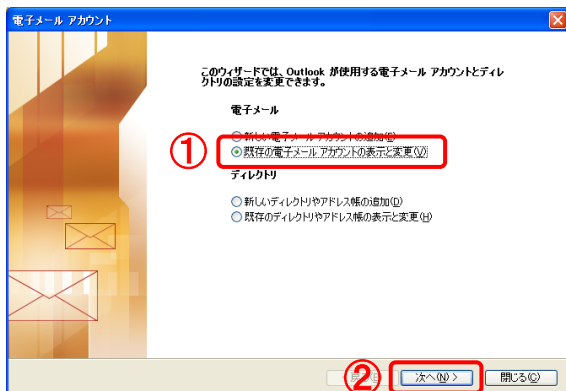 電子メール アカウント
このウィザードでは、Outlook が使用する電子メール アカウントとディレ
クトリの設定を変更できます。
電子メール
新しい電子メール アカウントの追加(E)
①
既存の電子メール アカウントの表示と変更(V)
ディレクトリ
新しいディレクトリやアドレス帳の追加(D)
既存のディレクトリやアドレス帳の表示と変更(H)
②
次へ(N) >
閉じる(C)